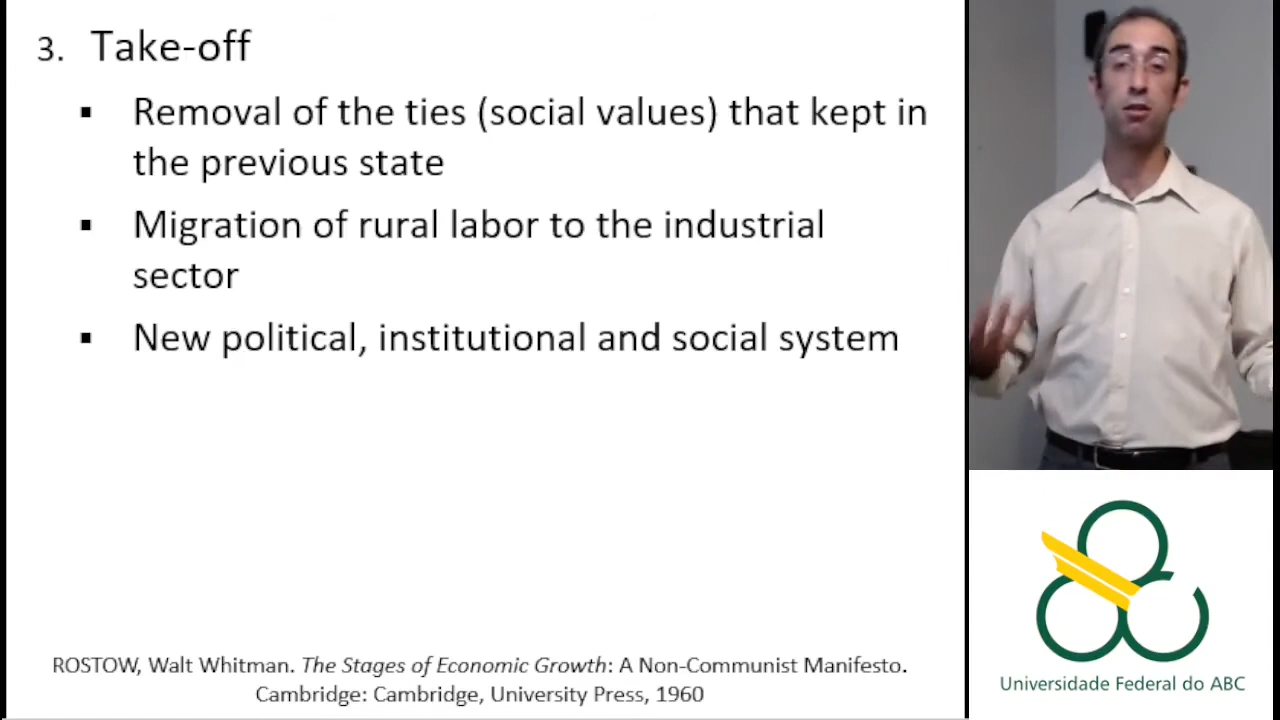 3. Take-off
▪ Removal of the ties (social values) that kept in
the previous state
▪ Migration of rural labor to the industrial
sector
▪ New political, institutional and social system
ROSTOW, Walt Whitman. The Stages of Economic Growth: A Non-Communist Manifesto.
Cambridge: Cambridge, University Press, 1960
Universidade Federal do ABC